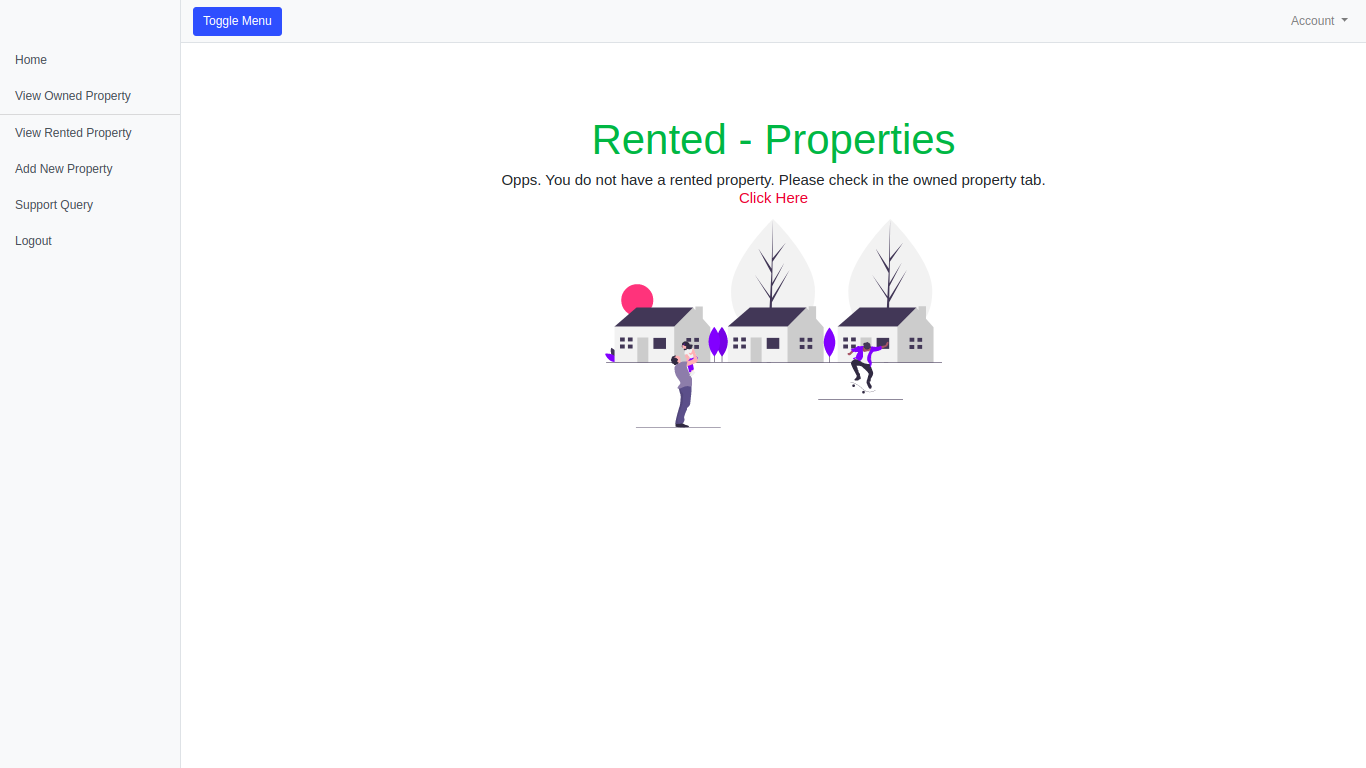 Toggle Menu
Account
Home
View Owned Property
View Rented Property
Add New Property
Support Query
Logout
Rented - Properties
Opps. You do not have a rented property. Please check in the owned property tab.
Click Here